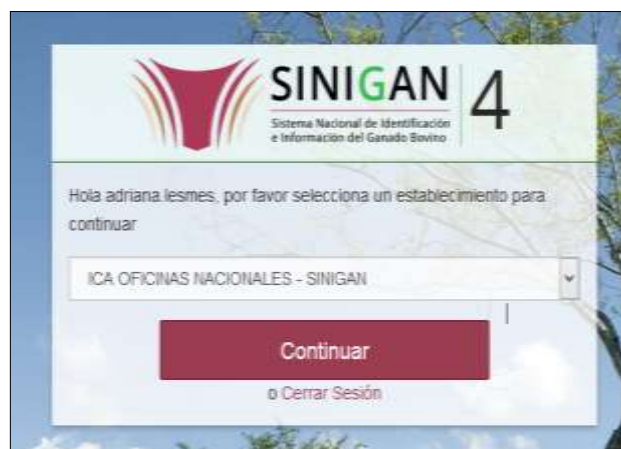 SINIGAN 4
Sistema Nacional de Identificación
e Información del Ganado Bovino
Hola adriana.lesmes, por favor selecciona un establecimiento para
continuar
ICA OFICINAS NACIONALES - SINIGAN
Continuar
o Cerrar Sesión